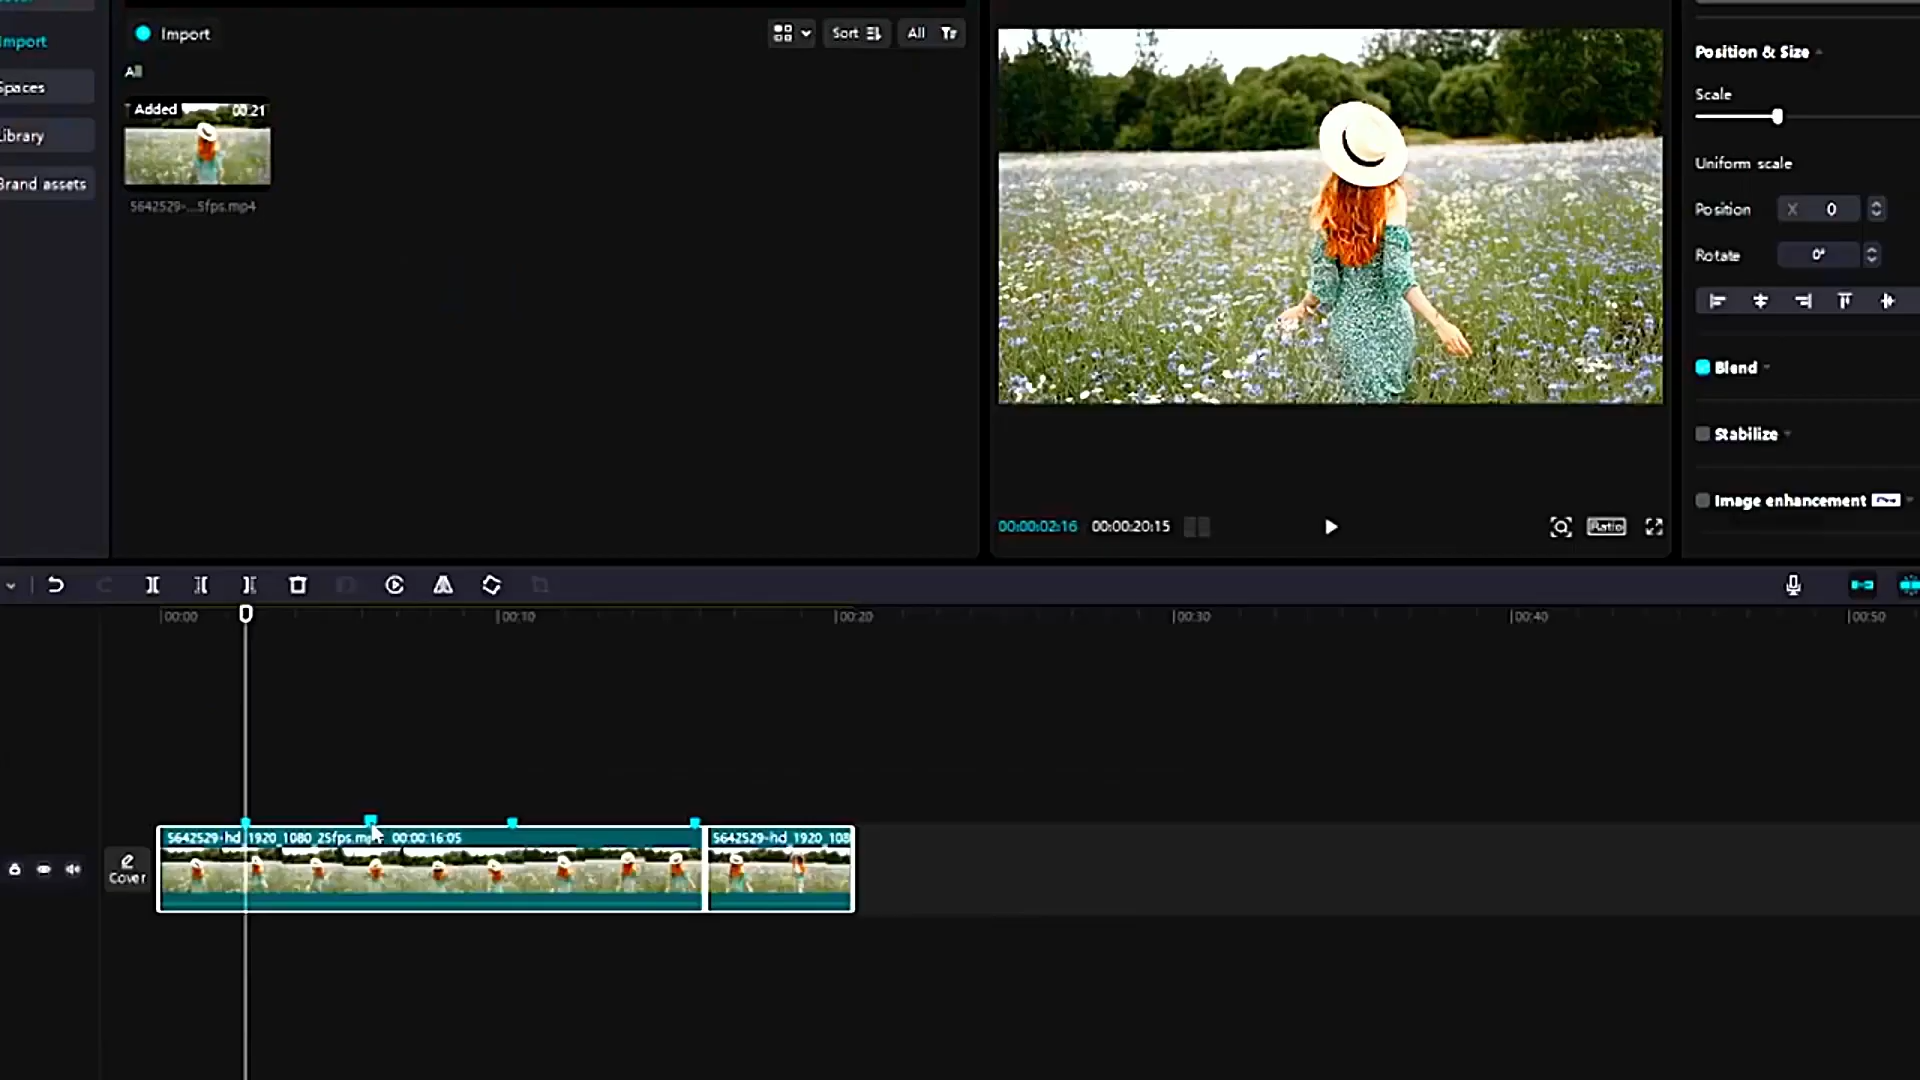 Import
Import
Sort
All
All
Spaces
Library
Brand assets
Added
00:21
5642529-...5fps.mp4
Position & Size
Scale
Uniform scale
Position
X
0
Rotate
0°
Blend
Stabilize
Image enhancement
00:00:02:16
00:00:20:15
Ratio
00:00
00:10
00:20
00:30
00:40
00:50
5642529-hd_1920_1080_25fps.mp4
00:00:16:05
5642529-hd_1920_108
Cover